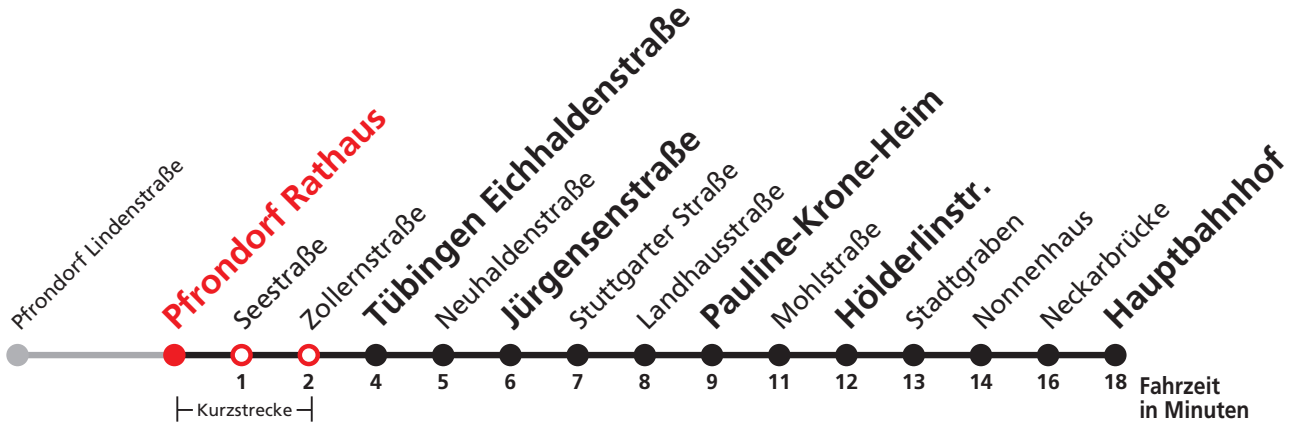 Pfrondorf Lindenstraße
Pfrondorf Rathaus
Seestraße
Zollernstraße
Tübingen Eichhaldenstraße
Neuhaldenstraße
Jürgensenstraße
Stuttgarter Straße
Landhausstraße
Pauline-Krone-Heim
Mohlstraße
Hölderlinstr.
Stadtgraben
Nonnenhaus
Neckarbrücke
Hauptbahnhof
1 2 4 5 6 7 8 9 11 12 13 14 16 18 Fahrzeit
in Minuten
Kurzstrecke